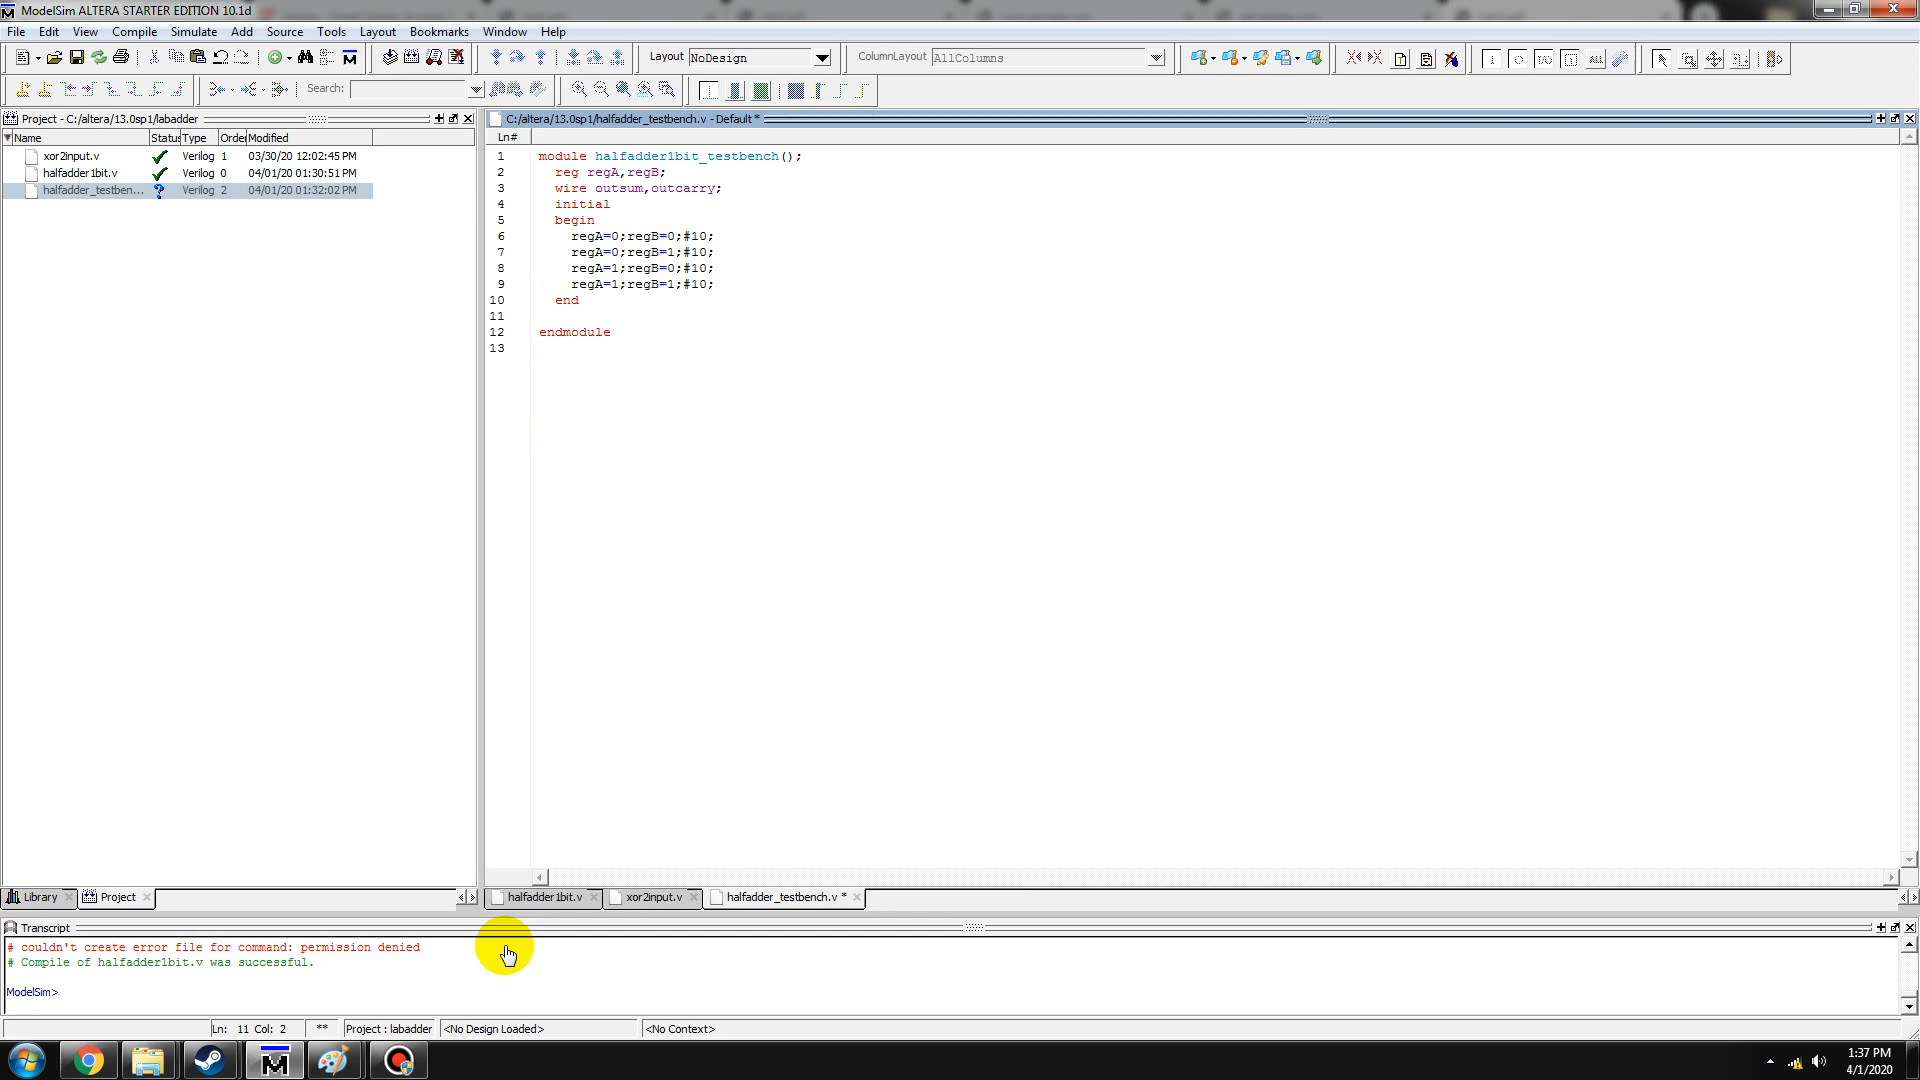 ModelSim ALTERA STARTER EDITION 10.1d
File Edit View Compile Simulate Add Source Tools Layout Bookmarks Window Help
Layout NoDesign ColumnLayout AllColumns
Search:
Project - C:/altera/13.0sp1/labadder
Name Status Type Order Modified
xor2input.v Verilog 1 03/30/20 12:02:45 PM
halfadder1bit.v Verilog 0 04/01/20 01:30:51 PM
halfadder_testben... Verilog 2 04/01/20 01:32:02 PM
C:/altera/13.0sp1/halfadder_testbench.v - Default *
Ln#
1 module halfadder1bit_testbench();
2 reg regA,regB;
3 wire outsum,outcarry;
4 initial
5 begin
6 regA=0;regB=0;#10;
7 regA=0;regB=1;#10;
8 regA=1;regB=0;#10;
9 regA=1;regB=1;#10;
10 end
11
12 endmodule
13
Library Project
halfadder1bit.v xor2input.v halfadder_testbench.v *
Transcript
# couldn't create error file for command: permission denied
# Compile of halfadder1bit.v was successful.
ModelSim>
Ln: 11 Col: 2 ** Project : labadder <No Design Loaded> <No Context>
1:37 PM
4/1/2020